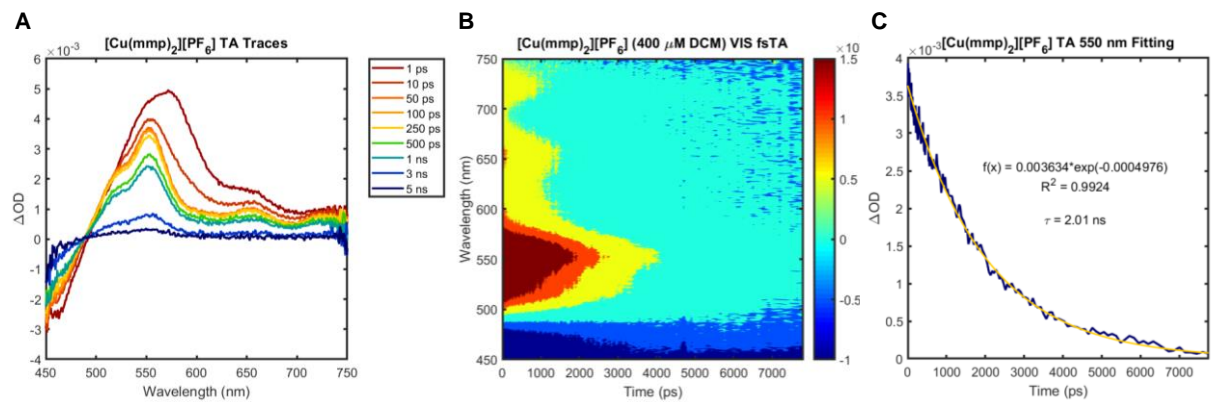 A
[Cu(mmp)2][PF6] TA Traces
×10-3
6
5
4
3
2
1
0
-1
-2
-3
-4
450 500 550 600 650 700 750
Wavelength (nm)
ΔOD
1 ps
10 ps
50 ps
100 ps
250 ps
500 ps
1 ns
3 ns
5 ns
B
[Cu(mmp)2][PF6] (400 μM DCM) VIS fsTA
750
700
650
600
550
500
450
0 1000 2000 3000 4000 5000 6000 7000
Time (ps)
Wavelength (nm)
×10
1.5
1
0.5
0
-0.5
-1
C
[Cu(mmp)2][PF6] TA 550 nm Fitting
×10-3
4
3.5
3
2.5
2
1.5
1
0.5
0
0 1000 2000 3000 4000 5000 6000 7000
Time (ps)
ΔOD
f(x) = 0.003634*exp(-0.0004976)
R2 = 0.9924
τ = 2.01 ns